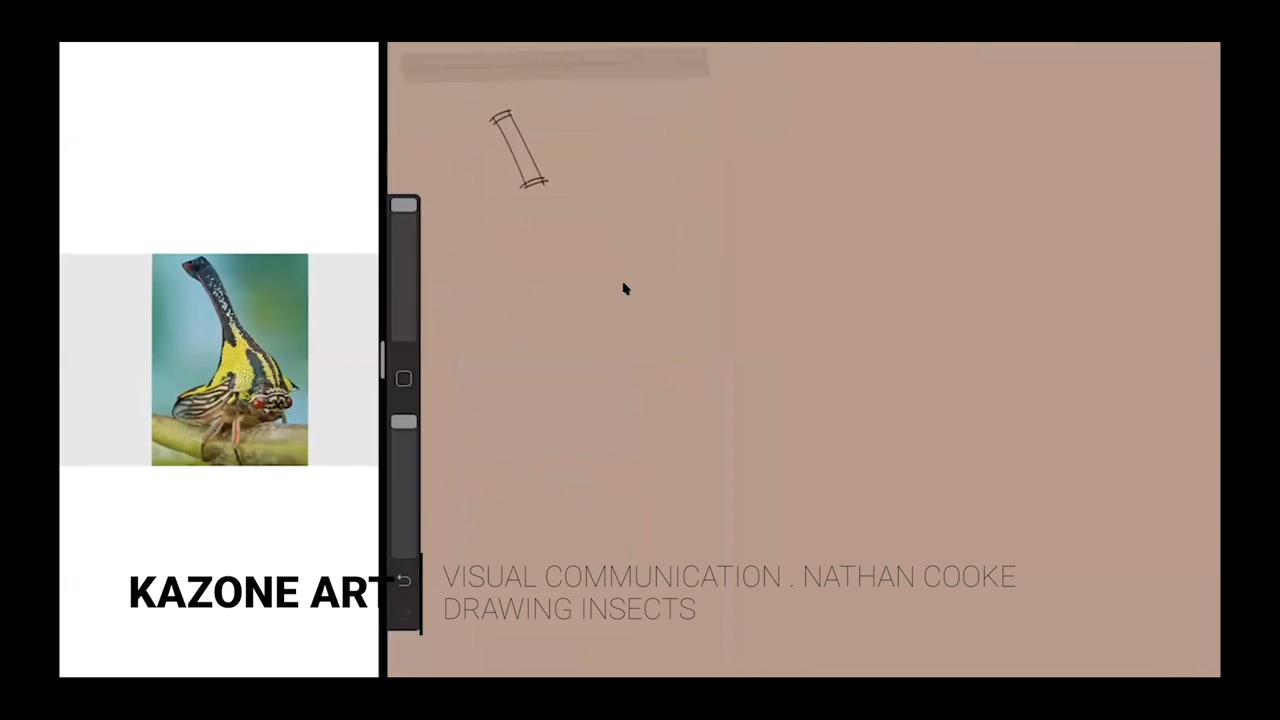 KAZONE ART
VISUAL COMMUNICATION . NATHAN COOKE
DRAWING INSECTS